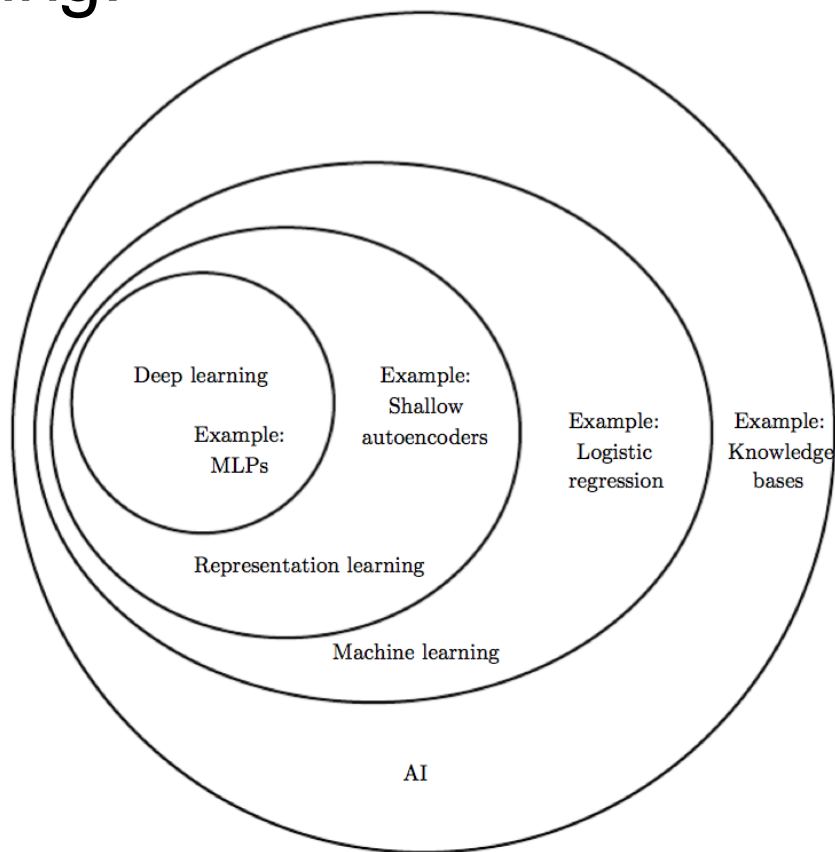 Deep learning
Example:
MLPs
Example:
Shallow
autoencoders
Example:
Logistic
regression
Example:
Knowledge
bases
Representation learning
Machine learning
AI